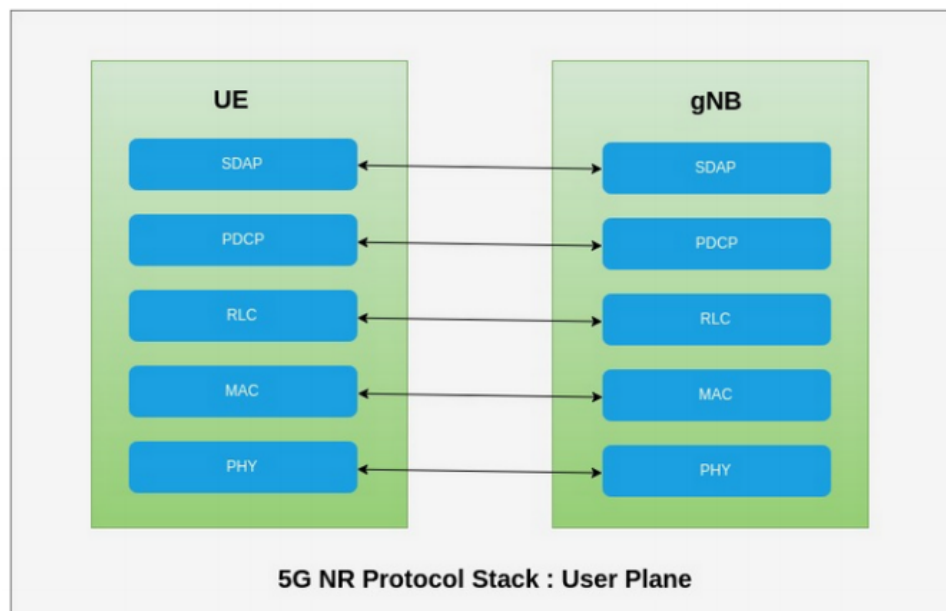 UE
gNB
SDAP
SDAP
PDCP
PDCP
RLC
RLC
MAC
MAC
PHY
PHY
5G NR Protocol Stack : User Plane